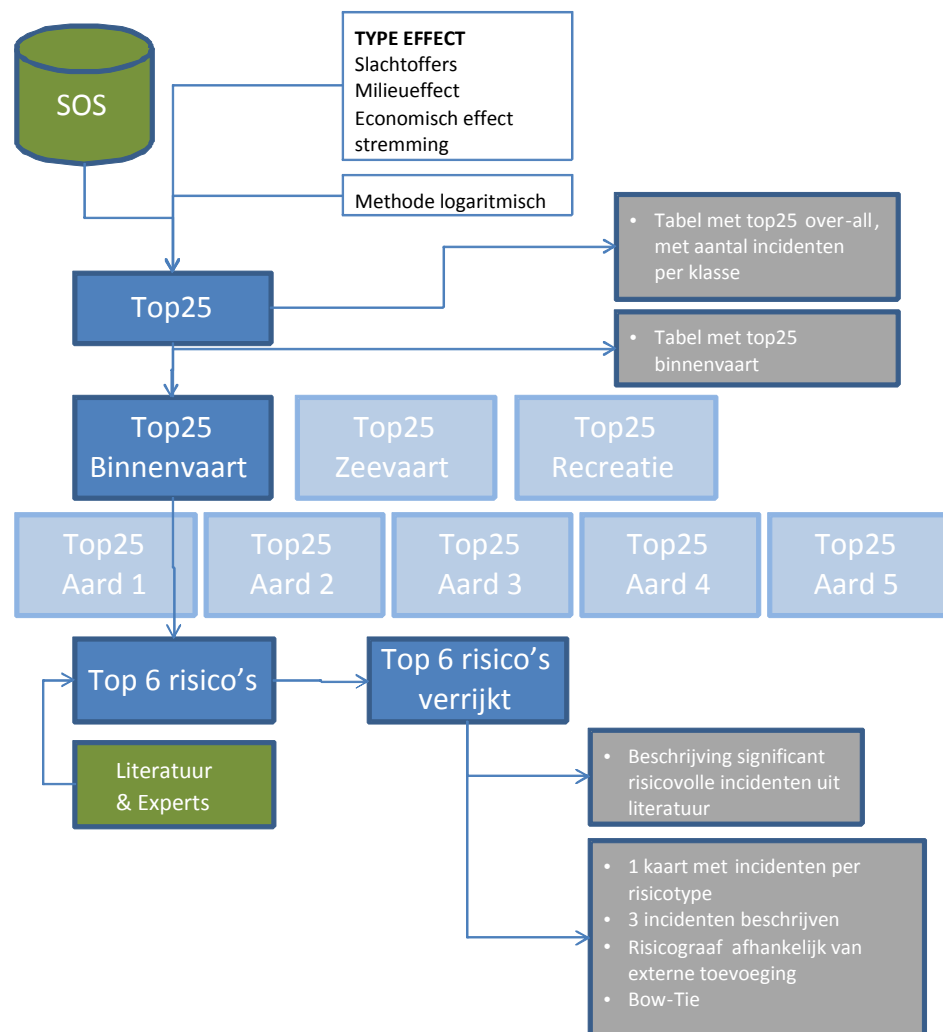 SOS
TYPE EFFECT
Slachtoffers
Milieueffect
Economisch effect
stremming
Methode logaritmisch
• Tabel met top25 over-all,
met aantal incidenten
per klasse
Top25
• Tabel met top25
binnenvaart
Top25
Binnenvaart
Top25
Zeevaart
Top25
Recreatie
Top25
Aard 1
Top25
Aard 2
Top25
Aard 3
Top25
Aard 4
Top25
Aard 5
Top 6 risico's
Top 6 risico's
verrijkt
Literatuur
& Experts
• Beschrijving significant
risicovolle incidenten uit
literatuur
• 1 kaart met incidenten per
risicotype
• 3 incidenten beschrijven
• Risicograaf afhankelijk van
externe toevoeging
• Bow-Tie